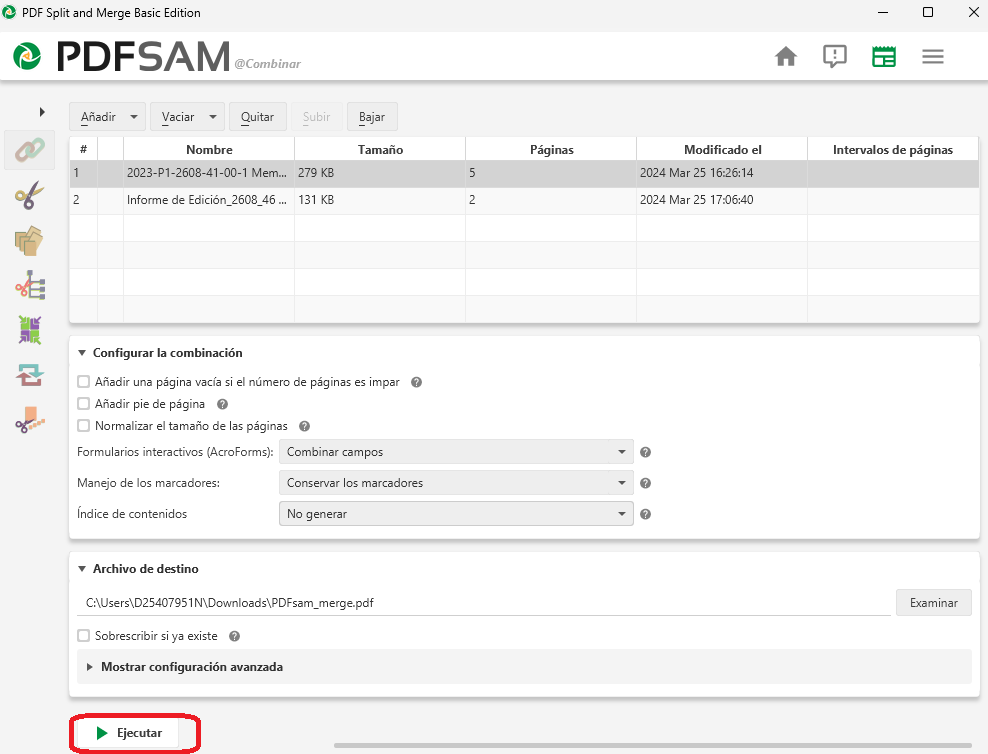 PDF Split and Merge Basic Edition
PDFSAM @Combinar
Añadir Vaciar Quitar Subir Bajar
# Nombre Tamaño Páginas Modificado el Intervalos de páginas
1 2023-P1-2608-41-00-1 Mem... 279 KB 5 2024 Mar 25 16:26:14
2 Informe de Edición_2608_46 ... 131 KB 2 2024 Mar 25 17:06:40
Configurar la combinación
Añadir una página vacía si el número de páginas es impar
Añadir pie de página
Normalizar el tamaño de las páginas
Formularios interactivos (AcroForms): Combinar campos
Manejo de los marcadores: Conservar los marcadores
Índice de contenidos No generar
Archivo de destino
C:\Users\D25407951N\Downloads\PDFsam_merge.pdf Examinar
Sobrescribir si ya existe
Mostrar configuración avanzada
Ejecutar